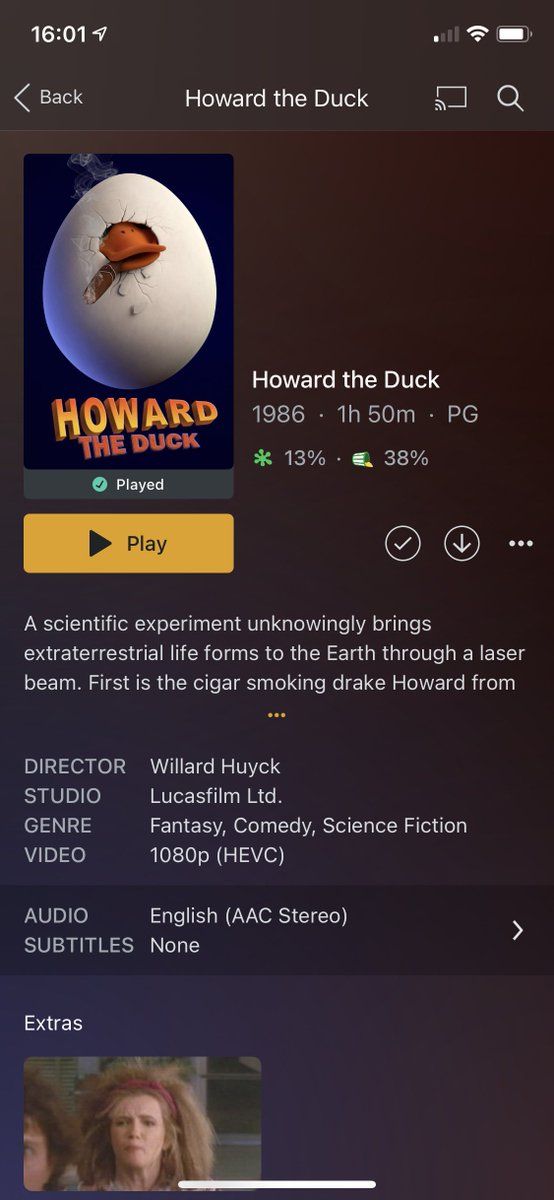 16:01
Back
Howard the Duck
HOWARD
THE DUCK
Played
Howard the Duck
1986 · 1h 50m · PG
13% · 38%
Play
A scientific experiment unknowingly brings
extraterrestrial life forms to the Earth through a laser
beam. First is the cigar smoking drake Howard from
...
DIRECTOR Willard Huyck
STUDIO Lucasfilm Ltd.
GENRE Fantasy, Comedy, Science Fiction
VIDEO 1080p (HEVC)
AUDIO English (AAC Stereo)
SUBTITLES None
Extras